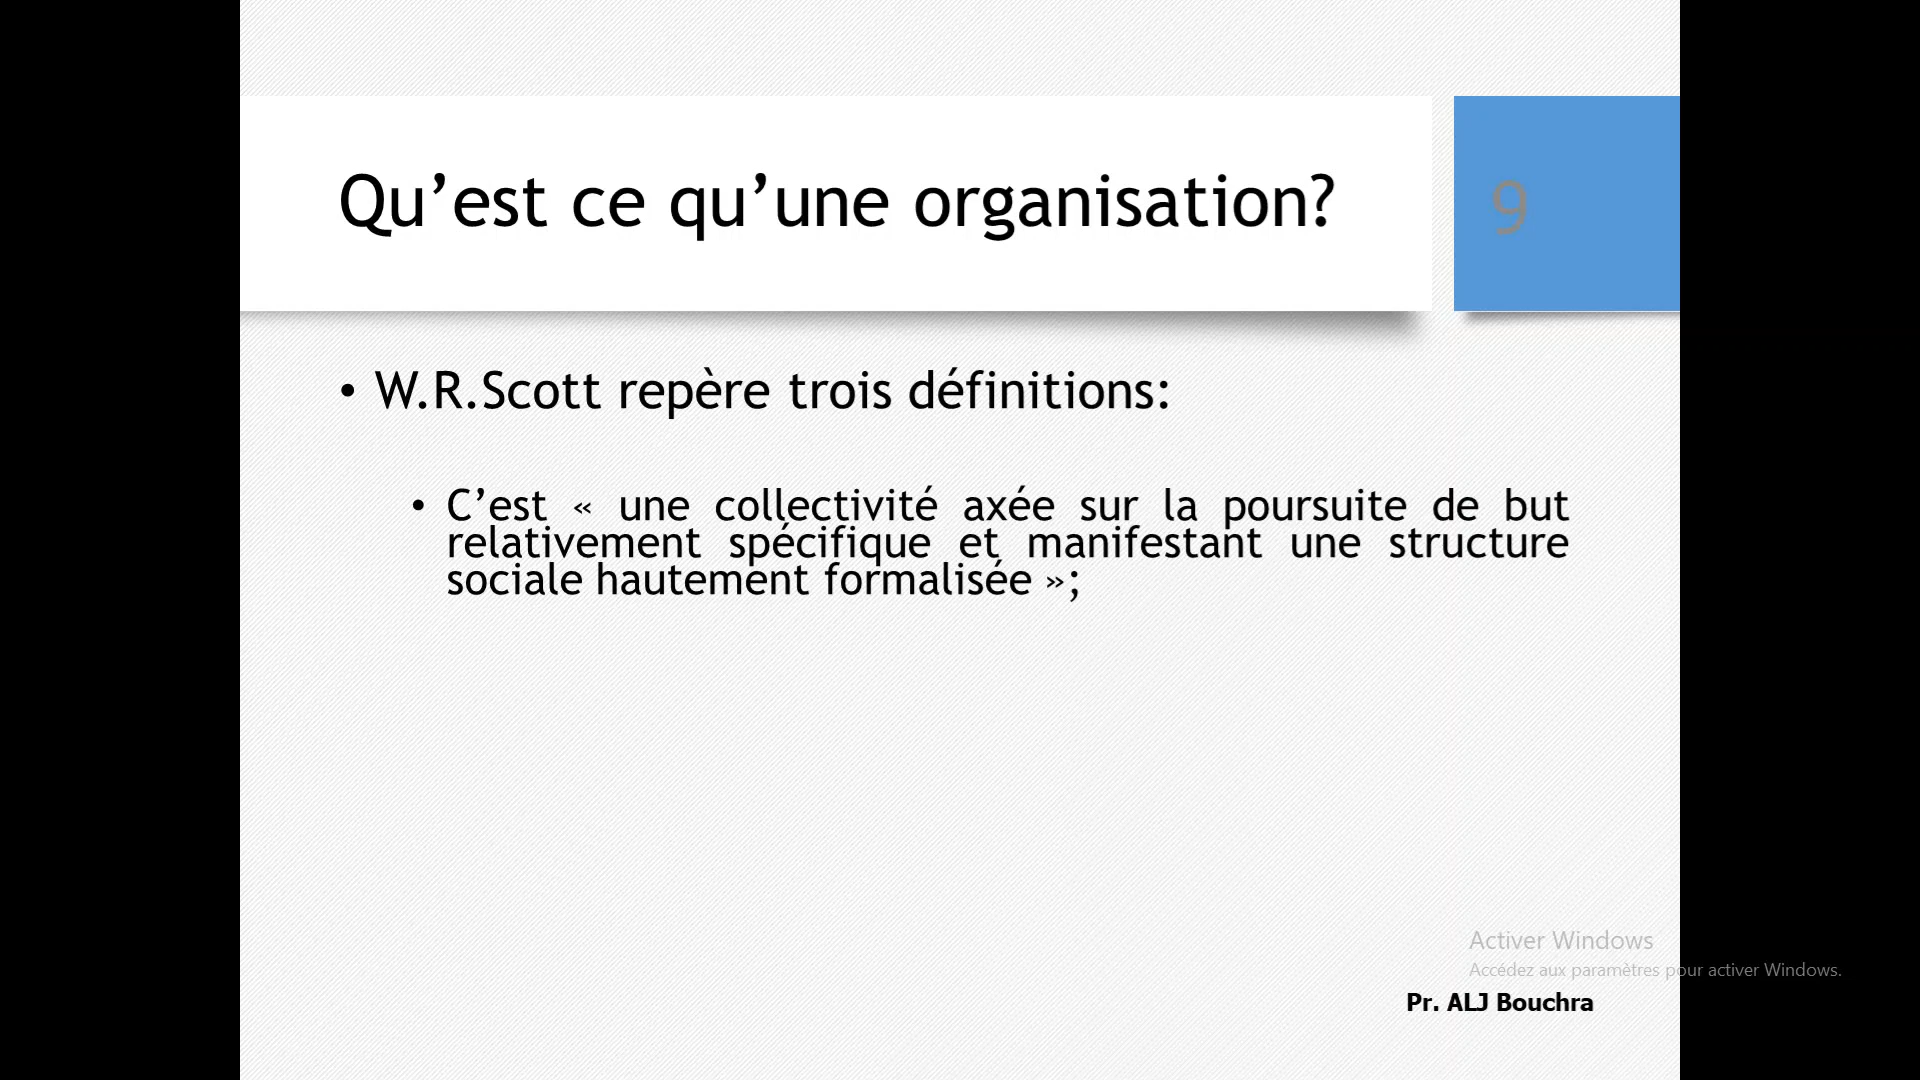 Qu’est ce qu’une organisation?
9
• W.R.Scott repère trois définitions:
• C’est « une collectivité axée sur la poursuite de but
relativement spécifique et manifestant une structure
sociale hautement formalisée »;
Activer Windows
Accédez aux paramètres pour activer Windows.
Pr. ALJ Bouchra